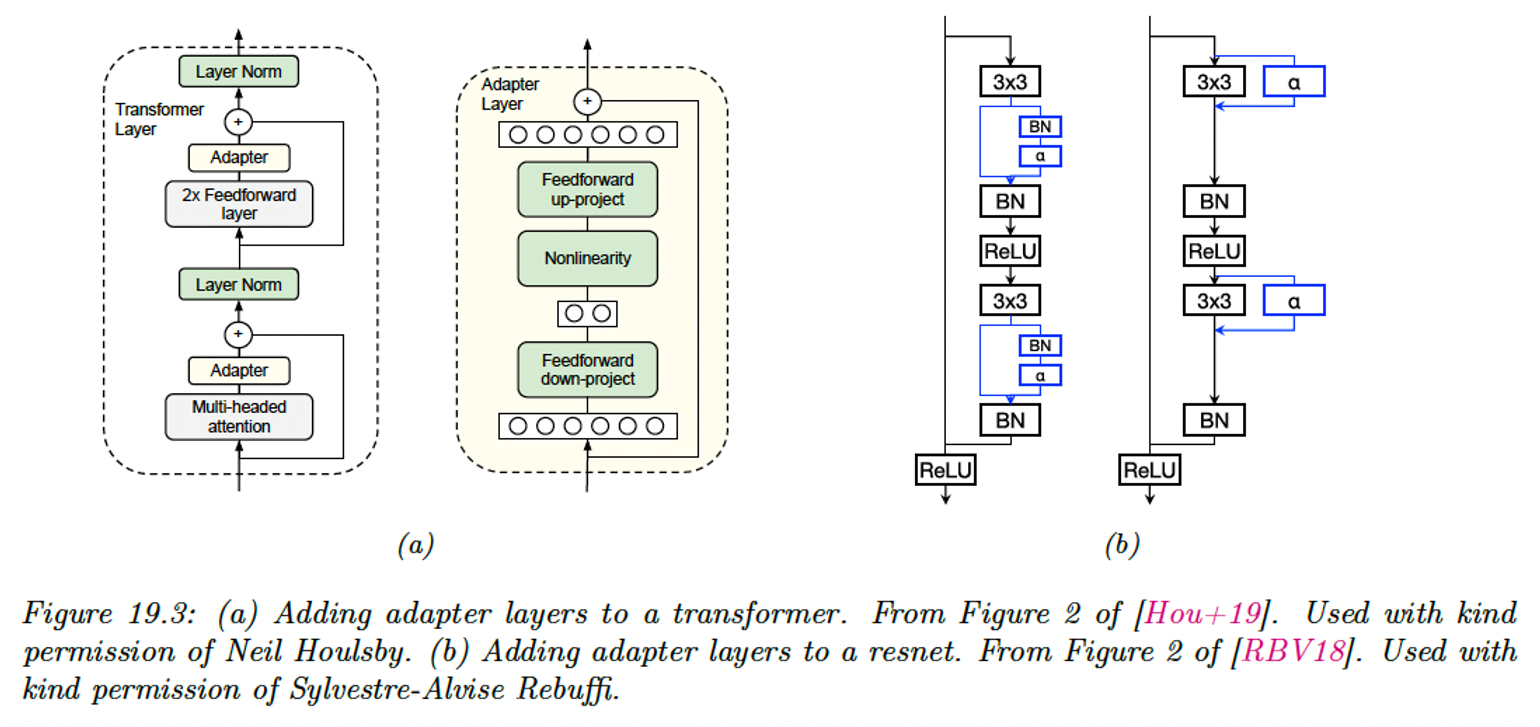 Layer Norm
Transformer
Layer
+
Adapter
2x Feedforward
layer
Layer Norm
+
Adapter
Multi-headed
attention
Adapter
Layer
+
Feedforward
up-project
Nonlinearity
Feedforward
down-project
(a)
3x3
BN
α
BN
ReLU
3x3
BN
α
BN
ReLU
3x3
α
BN
ReLU
3x3
α
BN
ReLU
(b)
Figure 19.3: (a) Adding adapter layers to a transformer. From Figure 2 of [Hou+19]. Used with kind
permission of Neil Houlsby. (b) Adding adapter layers to a resnet. From Figure 2 of [RBV18]. Used with
kind permission of Sylvestre-Alvise Rebuffi.